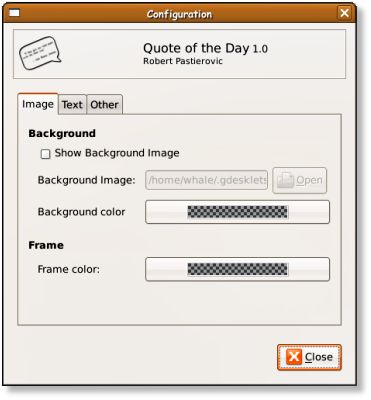 Configuration
Quote of the Day 1.0
Robert Pastierovic
Image Text Other
Background
Show Background Image
Background Image: /home/whale/.gdesklets Open
Background color
Frame
Frame color:
Close